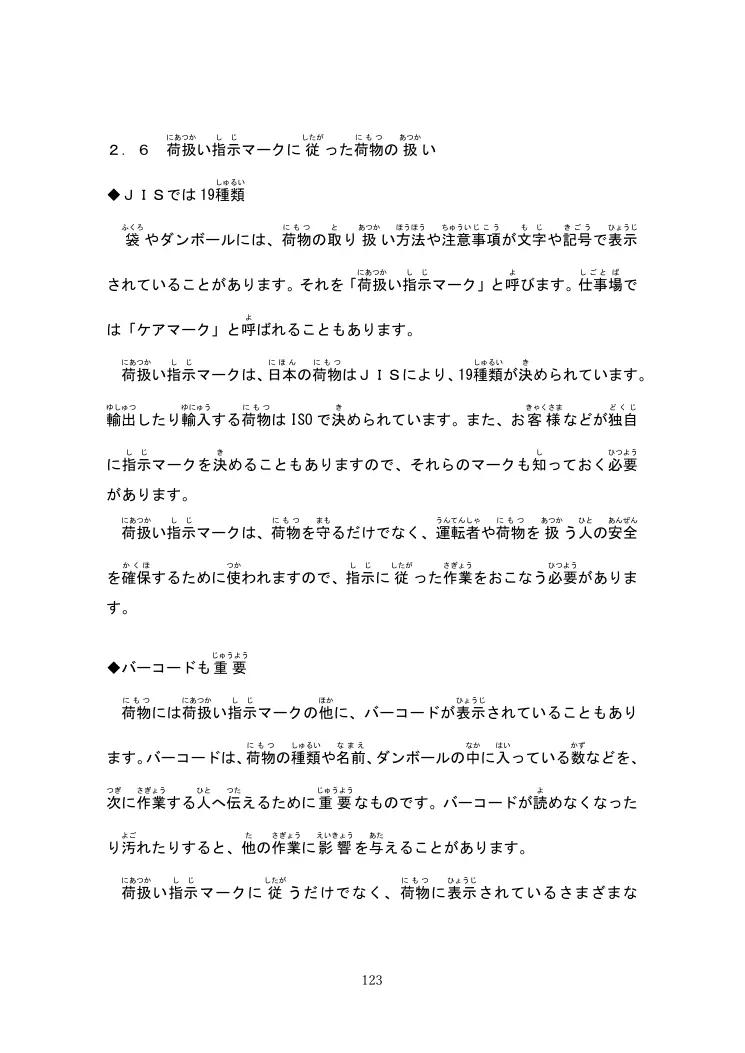 ２．６　荷扱い指示マークに従った荷物の扱い
◆ＪＩＳでは19種類
袋やダンボールには、荷物の取り扱い方法や注意事項が文字や記号で表示
されていることがあります。それを「荷扱い指示マーク」と呼びます。仕事場で
は「ケアマーク」と呼ばれることもあります。
荷扱い指示マークは、日本の荷物はＪＩＳにより、19種類が決められています。
輸出したり輸入する荷物はISOで決められています。また、お客様などが独自
に指示マークを決めることもありますので、それらのマークも知っておく必要
があります。
荷扱い指示マークは、荷物を守るだけでなく、運転者や荷物を扱う人の安全
を確保するために使われますので、指示に従った作業をおこなう必要がありま
す。
◆バーコードも重要
荷物には荷扱い指示マークの他に、バーコードが表示されていることもあり
ます。バーコードは、荷物の種類や名前、ダンボールの中に入っている数などを、
次に作業する人へ伝えるために重要なものです。バーコードが読めなくなった
り汚れたりすると、他の作業に影響を与えることがあります。
荷扱い指示マークに従うだけでなく、荷物に表示されているさまざまな
123